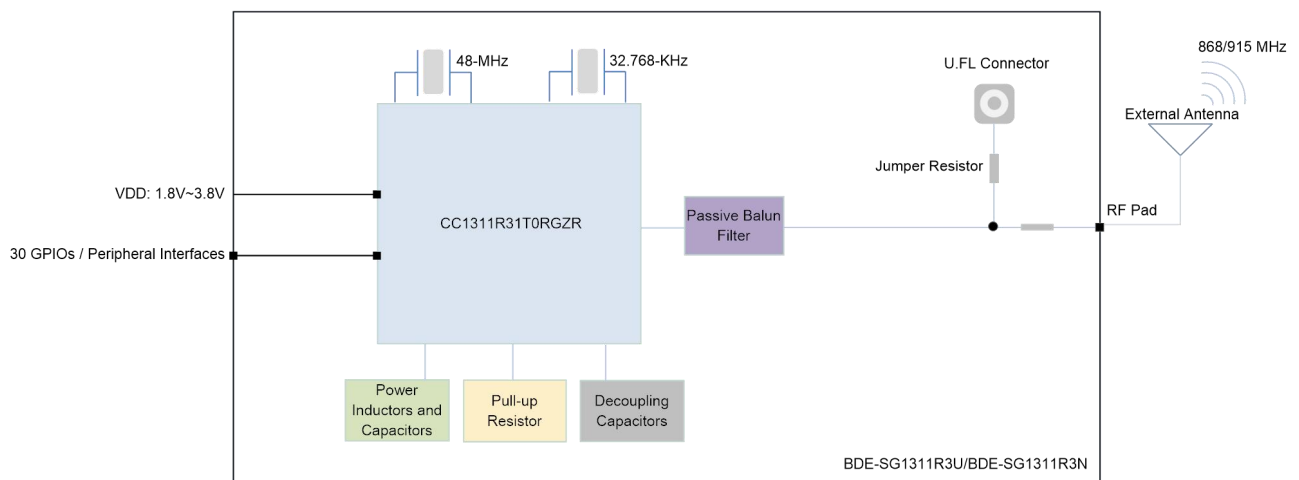 868/915 MHz
48-MHz
32.768-KHz
U.FL Connector
External Antenna
Jumper Resistor
VDD: 1.8V~3.8V
CC1311R31T0RGZR
Passive Balun
Filter
RF Pad
30 GPIOs / Peripheral Interfaces
Power
Inductors and
Capacitors
Pull-up
Resistor
Decoupling
Capacitors
BDE-SG1311R3U/BDE-SG1311R3N